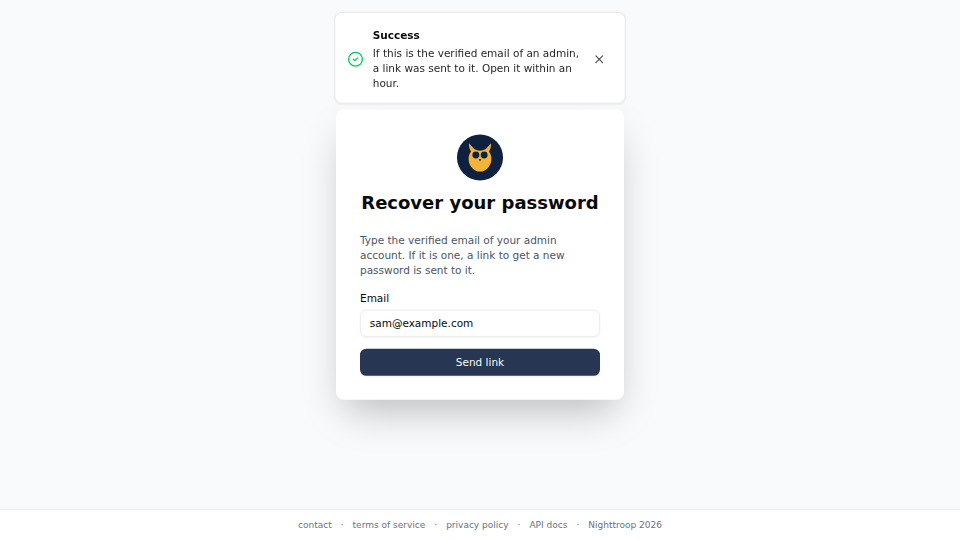 Success
If this is the verified email of an admin,
a link was sent to it. Open it within an
hour.
Recover your password
Type the verified email of your admin
account. If it is one, a link to get a new
password is sent to it.
Email
sam@example.com
Send link
contact · terms of service · privacy policy · API docs · Nighttroop 2026